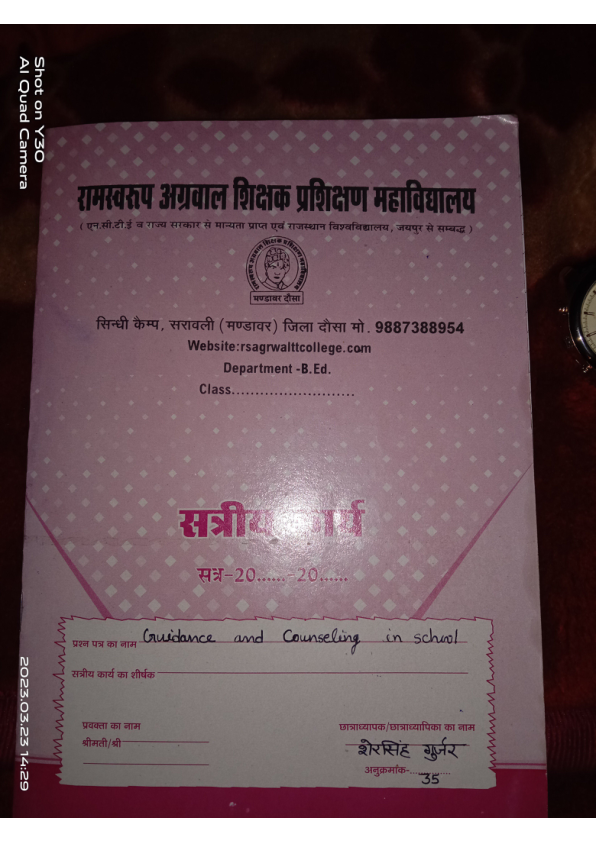 Shot on Y30
AI Quad Camera
रामस्वरूप अग्रवाल शिक्षक प्रशिक्षण महाविद्यालय
( एन.सी.टी.ई व राज्य सरकार से मान्यता प्राप्त एवं राजस्थान विश्वविद्यालय, जयपुर से सम्बद्ध )
मण्डावर दौसा
सिन्धी कैम्प, सरावली (मण्डावर) जिला दौसा मो. 9887388954
Website:rsagrwalttcollege.com
Department -B.Ed.
Class...........................
सत्रीय कार्य
सत्र-20......-20......
प्रश्न पत्र का नाम Guidance and Counseling in school
सत्रीय कार्य का शीर्षक
प्रवक्ता का नाम
श्रीमती/श्री
छात्राध्यापक/छात्राध्यापिका का नाम
शेरसिंह गुर्जर
अनुक्रमांक-..35..........
2023.03.23 14:29